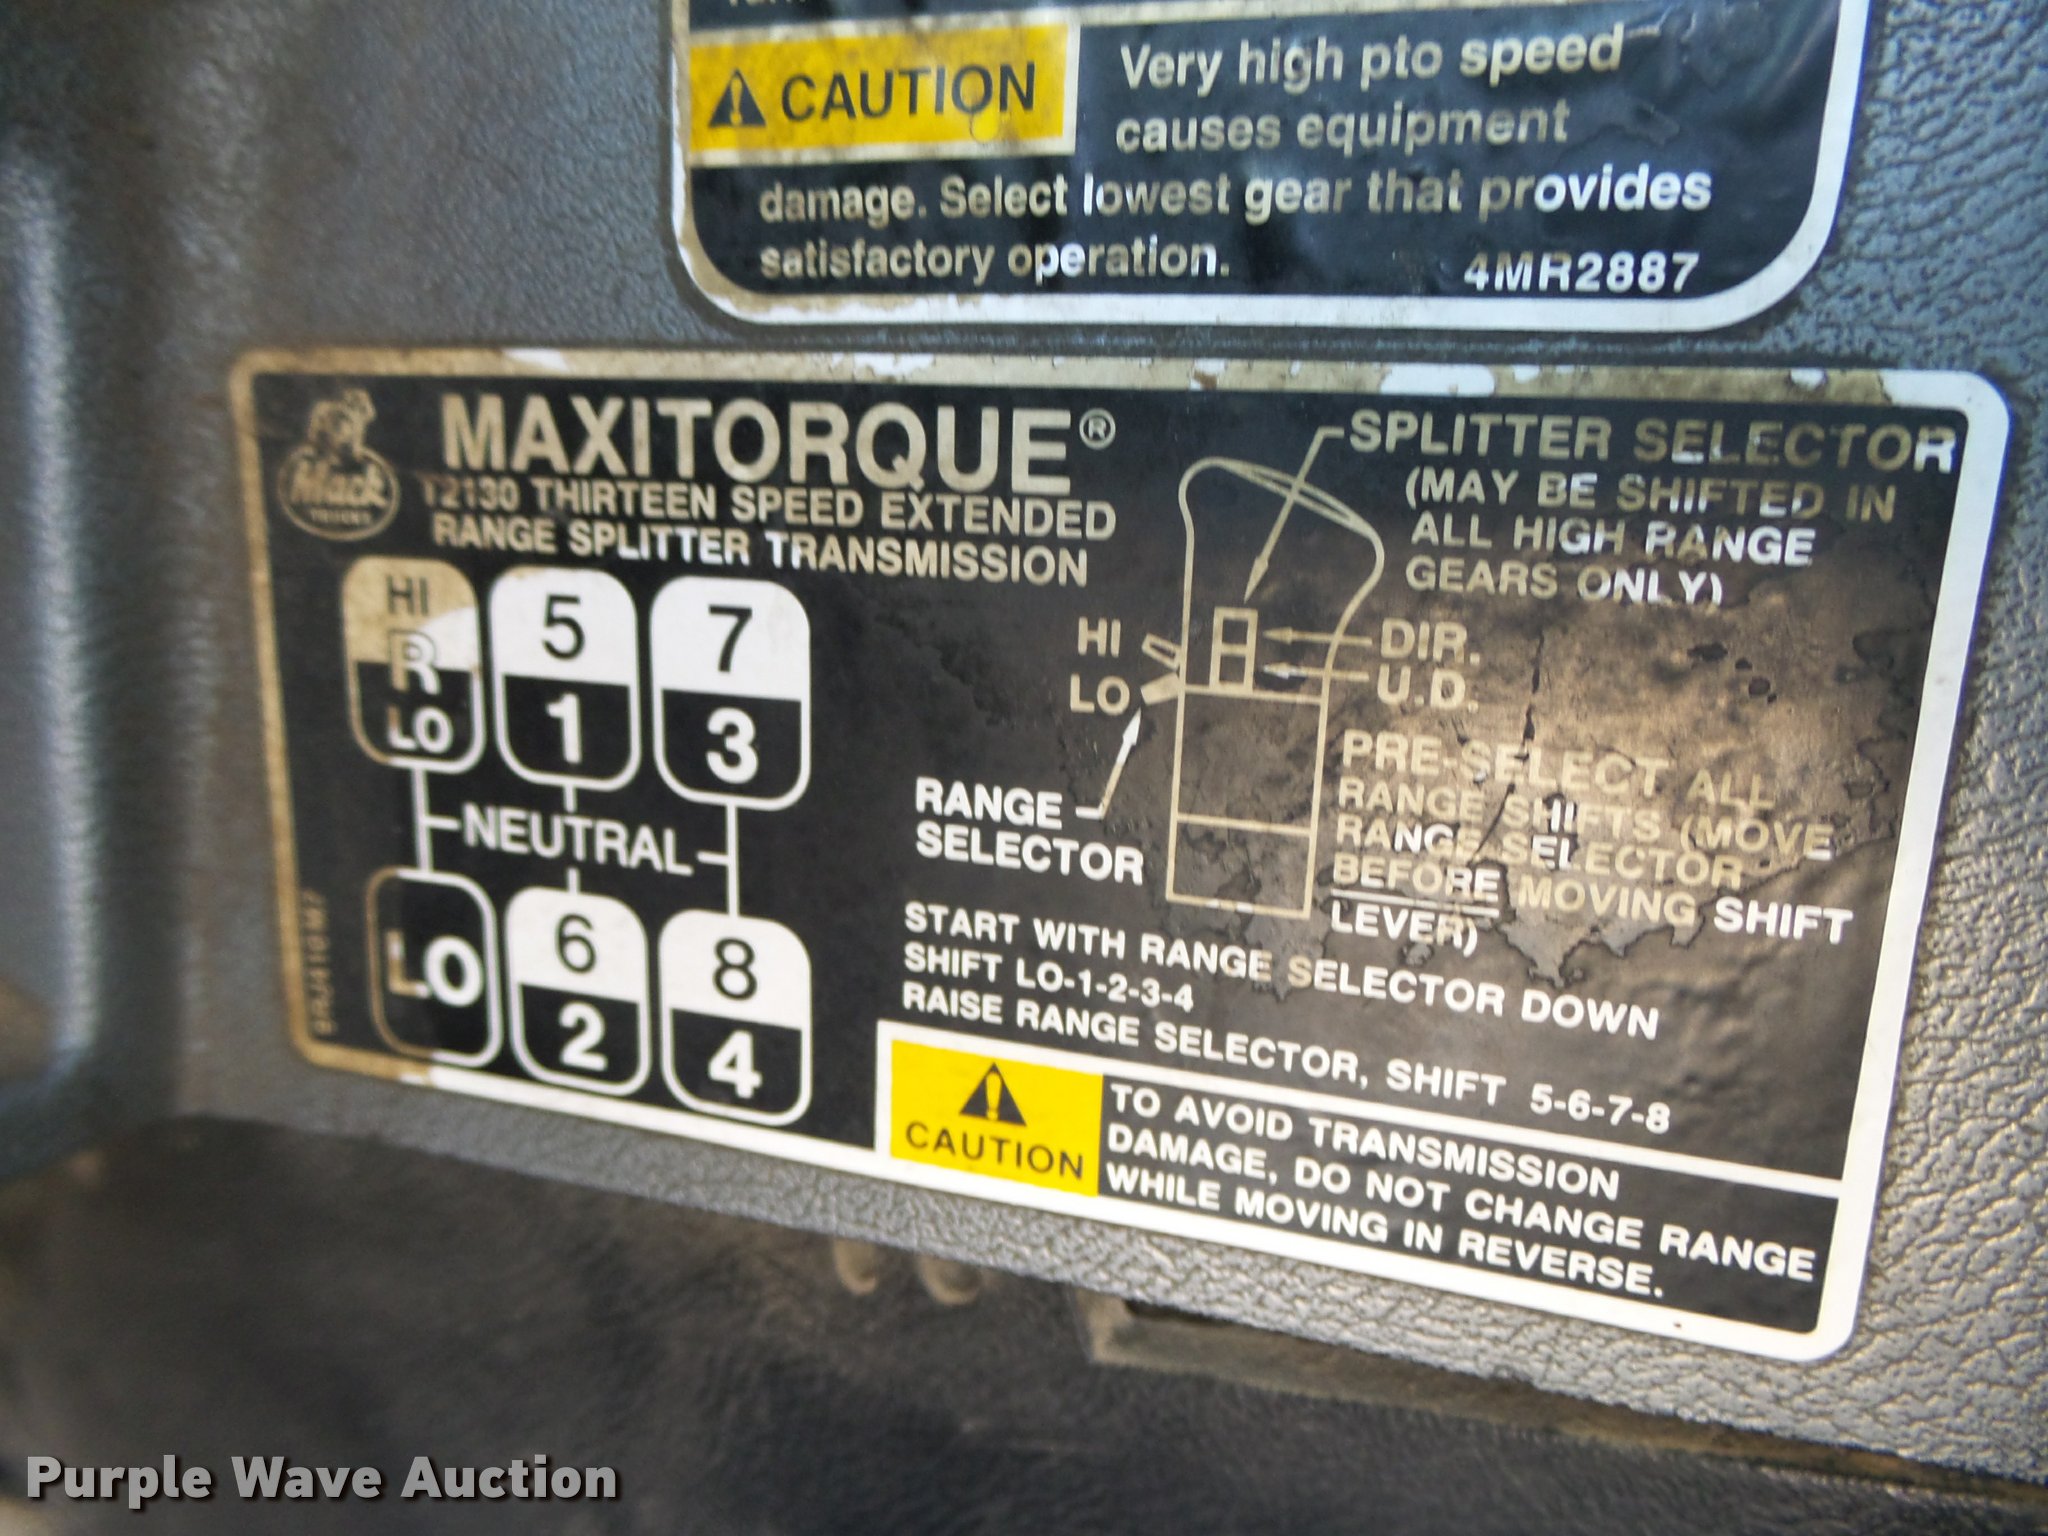 CAUTION
Very high pto speed
causes equipment
damage. Select lowest gear that provides
satisfactory operation.
4MR2887
Mack
TRUCKS
MAXITORQUE®
T2130 THIRTEEN SPEED EXTENDED
RANGE SPLITTER TRANSMISSION
HI
R
LO
5
1
7
3
NEUTRAL
LO
6
2
8
4
SPLITTER SELECTOR
(MAY BE SHIFTED IN
ALL HIGH RANGE
GEARS ONLY)
HI
LO
DIR.
U.D.
RANGE
SELECTOR
PRE-SELECT ALL
RANGE SHIFTS (MOVE
RANGE SELECTOR
BEFORE MOVING SHIFT
LEVER)
START WITH RANGE SELECTOR DOWN
SHIFT LO-1-2-3-4
RAISE RANGE SELECTOR, SHIFT 5-6-7-8
CAUTION
TO AVOID TRANSMISSION
DAMAGE, DO NOT CHANGE RANGE
WHILE MOVING IN REVERSE.
Purple Wave Auction